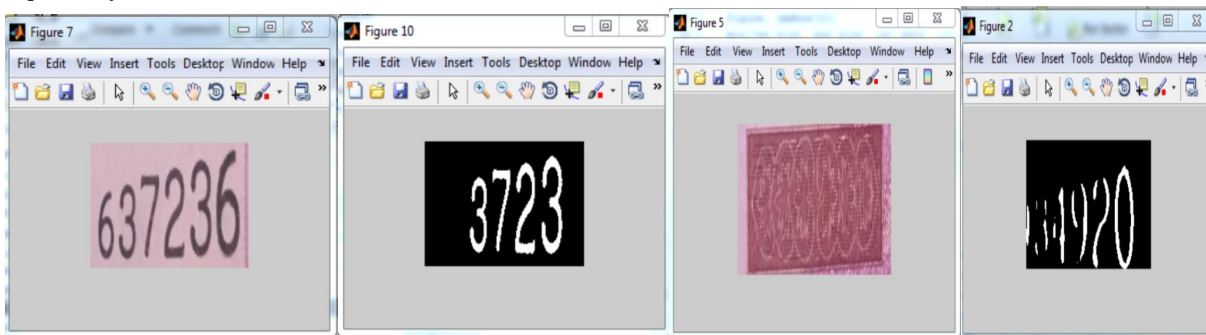 Figure 7
File Edit View Insert Tools Desktop Window Help
637236
Figure 10
File Edit View Insert Tools Desktop Window Help
3723
Figure 5
File Edit View Insert Tools Desktop Window Help
Figure 2
File Edit View Insert Tools Desktop Window Help
1920